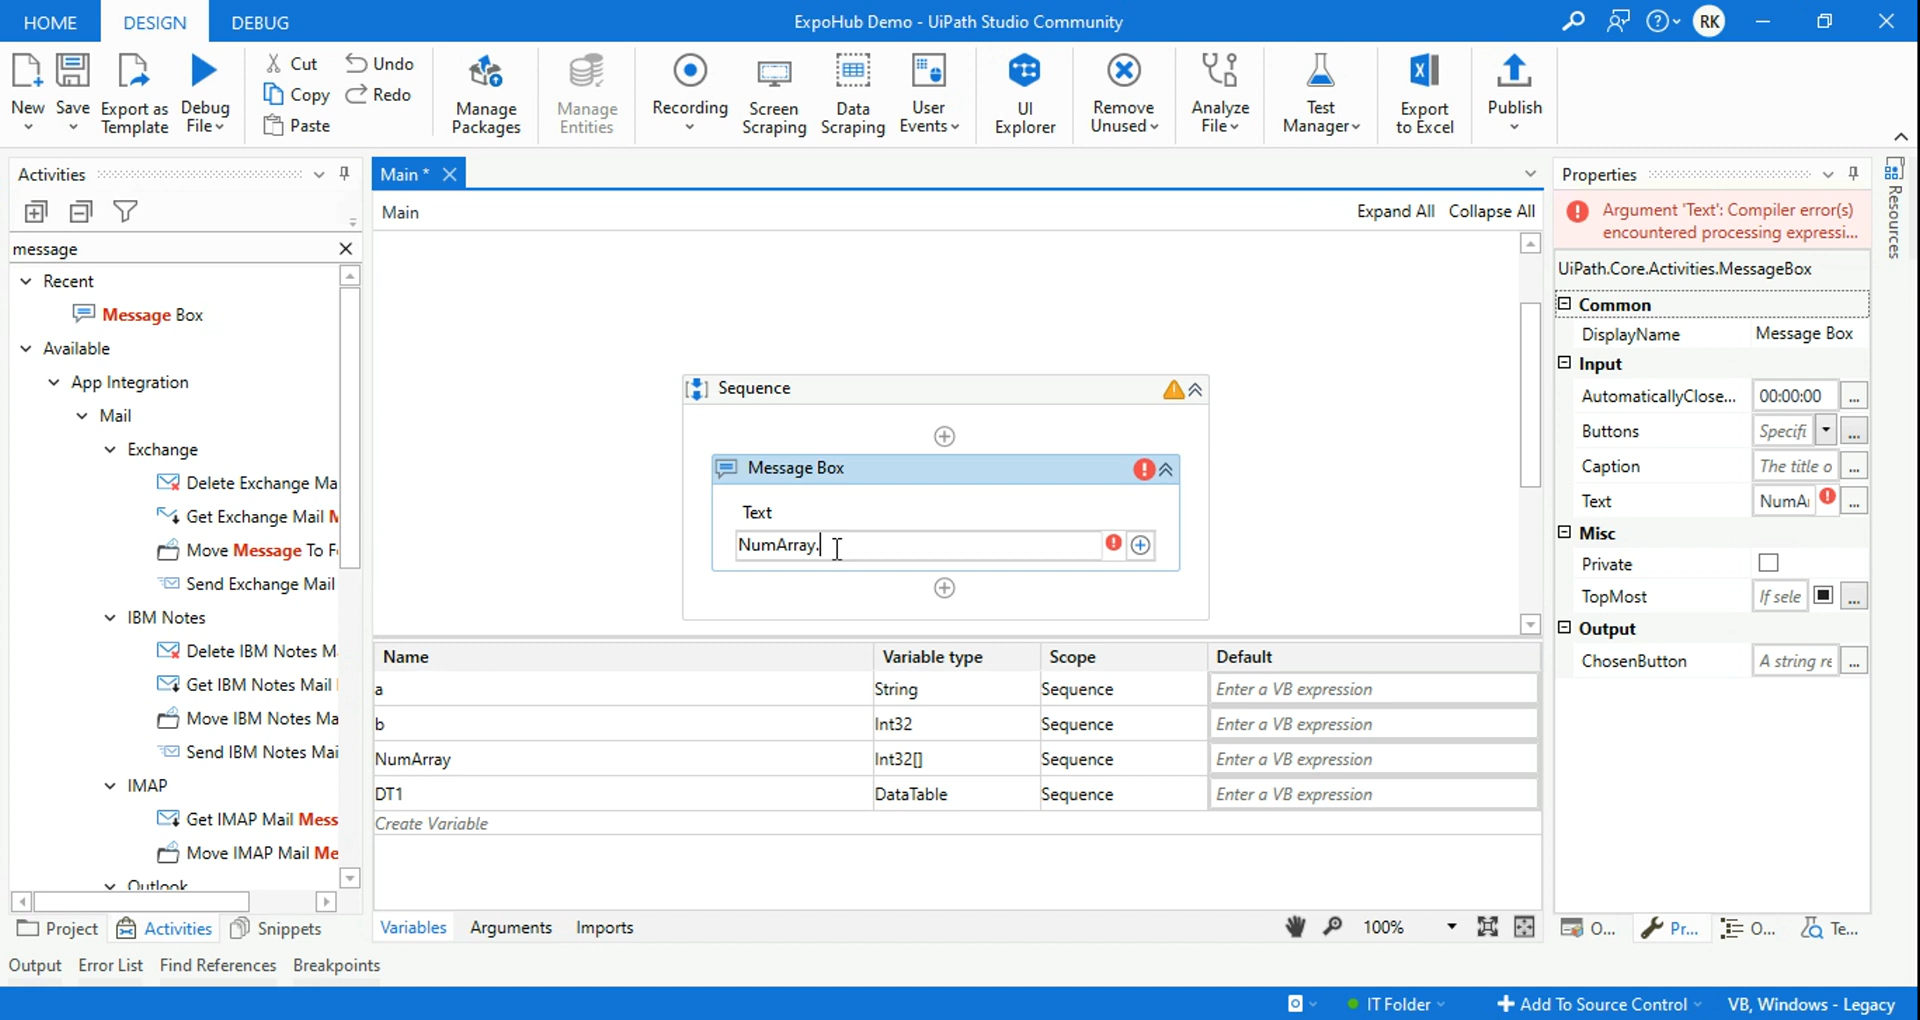 HOME DESIGN DEBUG ExpoHub Demo - UiPath Studio Community RK
New Save Export as Template Debug File
Cut Copy Paste Undo Redo
Manage Packages
Manage Entities
Recording
Screen Scraping
Data Scraping
User Events
UI Explorer
Remove Unused
Analyze File
Test Manager
Export to Excel
Publish
Activities
message
Recent
Message Box
Available
App Integration
Mail
Exchange
Delete Exchange Ma
Get Exchange Mail M
Move Message To F
Send Exchange Mail
IBM Notes
Delete IBM Notes M
Get IBM Notes Mail
Move IBM Notes Ma
Send IBM Notes Mai
IMAP
Get IMAP Mail Mess
Move IMAP Mail Me
Outlook
Project Activities Snippets
Main *
Main Expand All Collapse All
Sequence
Message Box
Text
NumArray.
Name Variable type Scope Default
a String Sequence Enter a VB expression
b Int32 Sequence Enter a VB expression
NumArray Int32[] Sequence Enter a VB expression
DT1 DataTable Sequence Enter a VB expression
Create Variable
Variables Arguments Imports 100%
Properties
Argument 'Text': Compiler error(s)
encountered processing expressi...
UiPath.Core.Activities.MessageBox
Common
DisplayName Message Box
Input
AutomaticallyClose... 00:00:00 ...
Buttons Specifi ...
Caption The title o ...
Text NumAr ...
Misc
Private
TopMost If sele ...
Output
ChosenButton A string re ...
O... Pr... O... Te...
Resources
Output Error List Find References Breakpoints
IT Folder Add To Source Control VB, Windows - Legacy